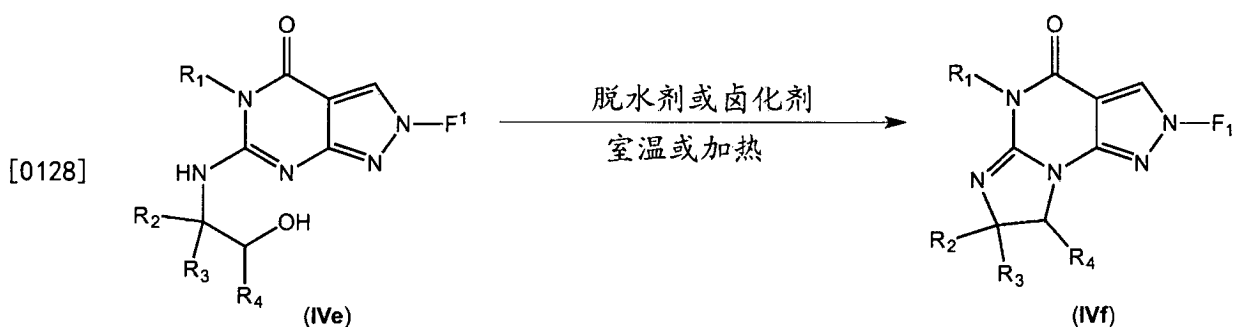 [0128]
O
R₁
N
N
F¹
HN
N
N
R₂
OH
R₃
R₄
(IVe)
脱水剂或卤化剂
室温或加热
O
R₁
N
N
F₁
N
N
N
R₂
R₃
R₄
(IVf)